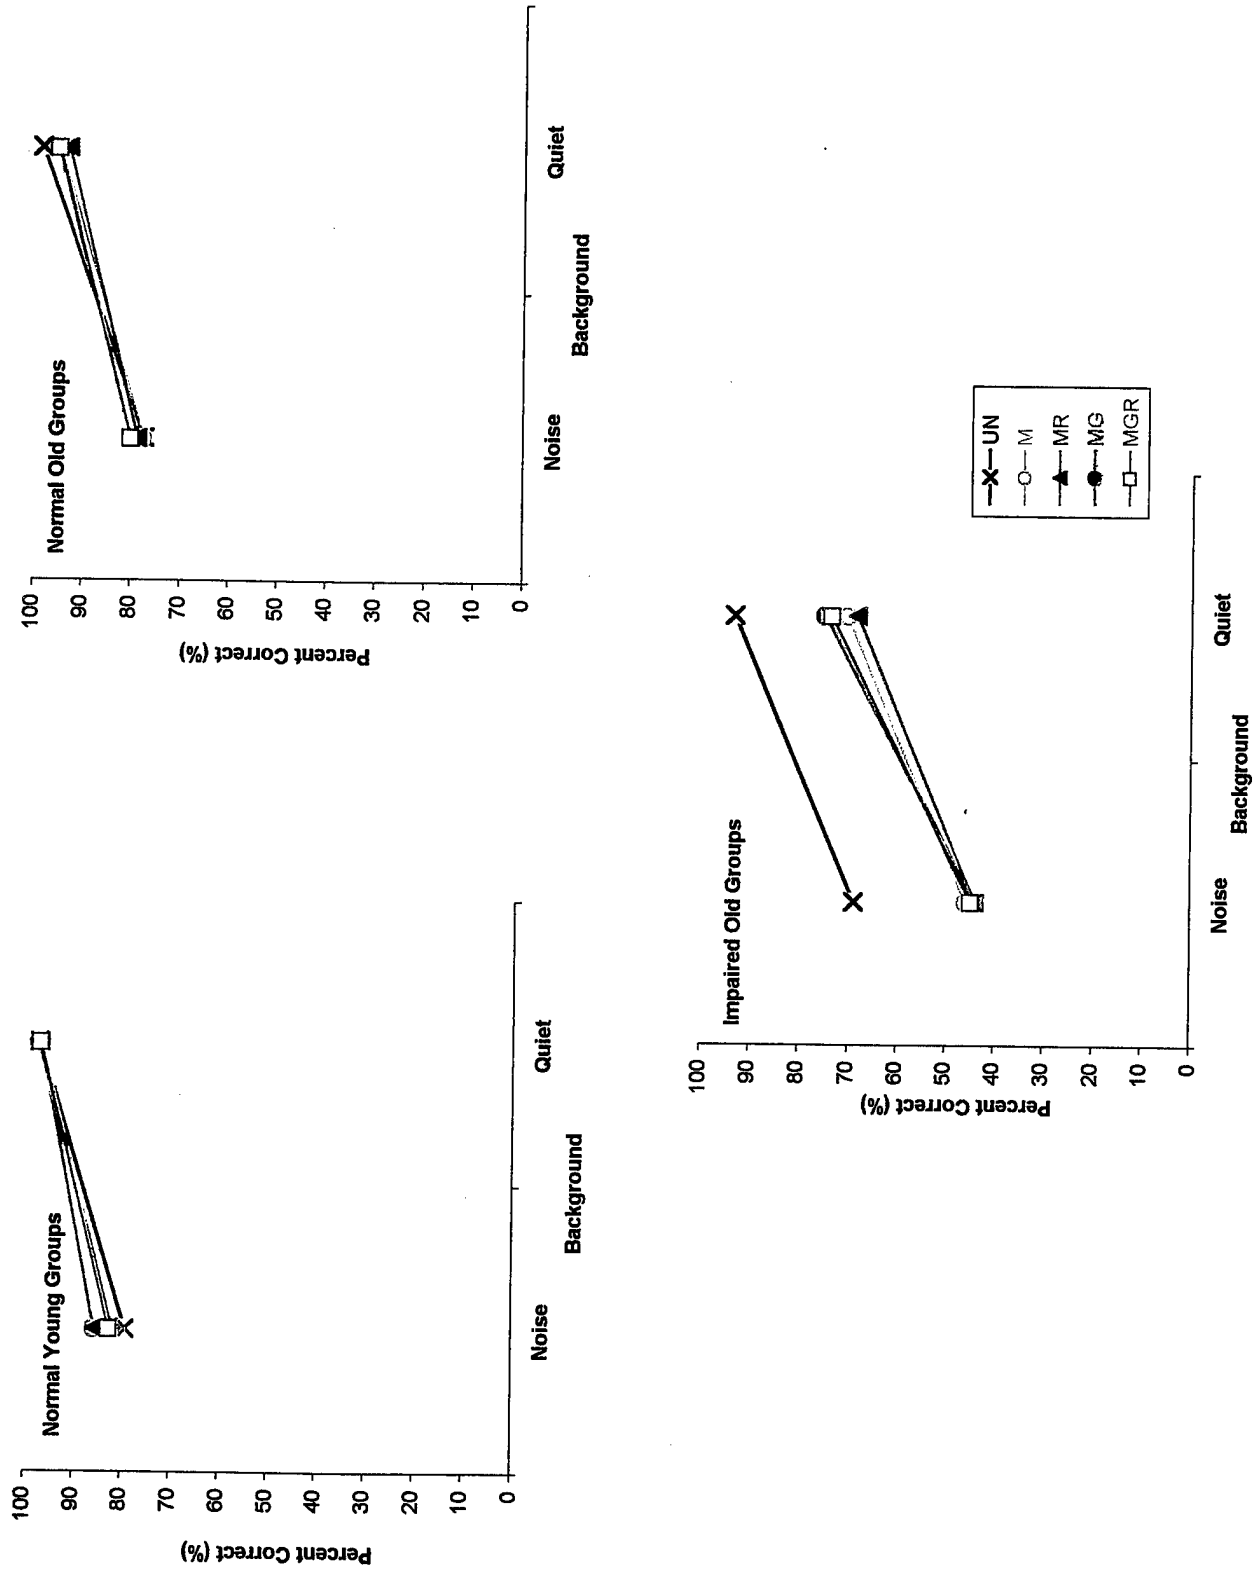 Normal Young Groups
100
90
80
70
60
50
40
30
20
10
0
Percent Correct (%)
Noise
Quiet
Background
Normal Old Groups
100
90
80
70
60
50
40
30
20
10
0
Percent Correct (%)
Noise
Quiet
Background
Impaired Old Groups
100
90
80
70
60
50
40
30
20
10
0
Percent Correct (%)
Noise
Quiet
Background
UN
M
MR
MG
MGR